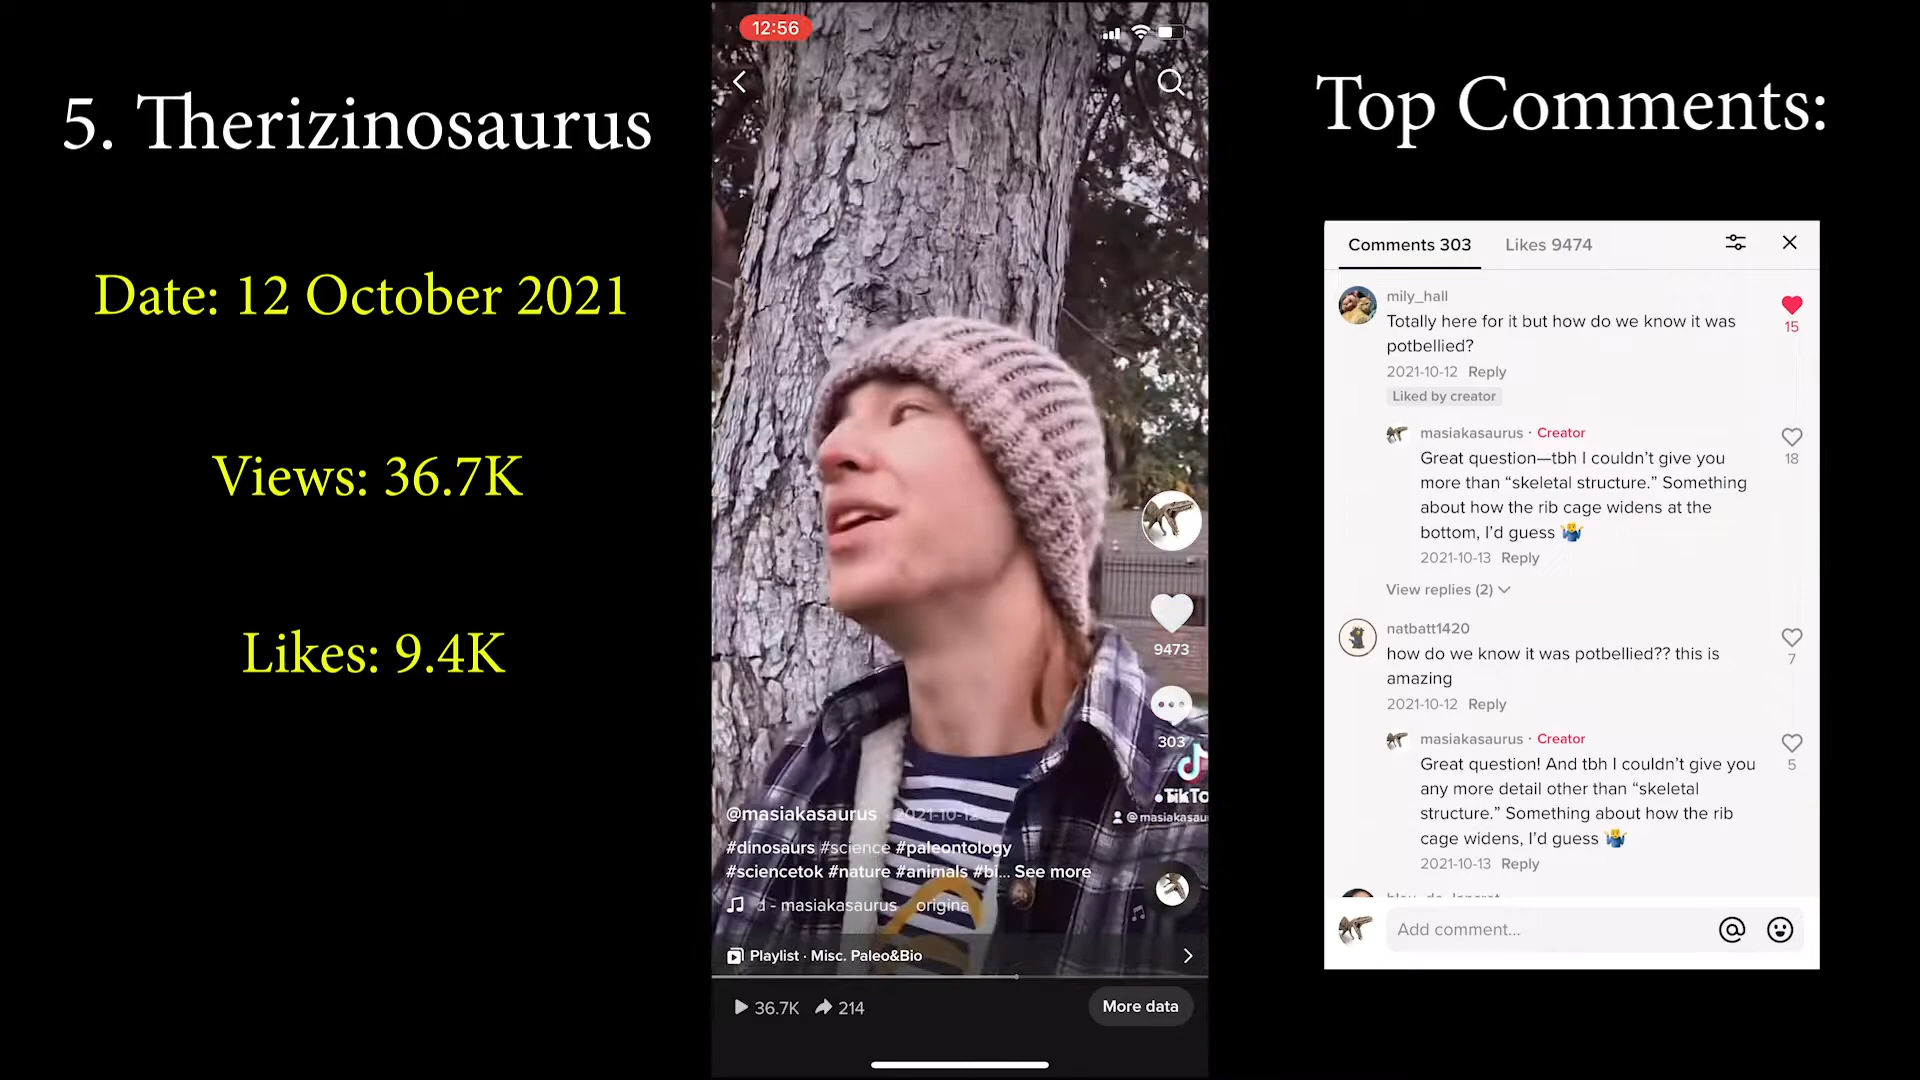 5. Therizinosaurus
Date: 12 October 2021
Views: 36.7K
Likes: 9.4K
12:56
9473
303
TikTo
@masiakasau
@masiakasaurus · 2021-10-12
#dinosaurs #science #paleontology
#sciencetok #nature #animals #bi... See more
d - masiakasaurus origina
Playlist · Misc. Paleo&Bio
36.7K 214
More data
Top Comments:
Comments 303 Likes 9474
mily_hall
Totally here for it but how do we know it was
potbellied?
15
2021-10-12 Reply
Liked by creator
masiakasaurus · Creator
Great question—tbh I couldn't give you
18
more than “skeletal structure.” Something
about how the rib cage widens at the
bottom, I'd guess 🤷‍♂️
2021-10-13 Reply
View replies (2)
natbatt1420
how do we know it was potbellied?? this is
7
amazing
2021-10-12 Reply
masiakasaurus · Creator
Great question! And tbh I couldn't give you
5
any more detail other than “skeletal
structure.” Something about how the rib
cage widens, I'd guess 🤷‍♂️
2021-10-13 Reply
Add comment...